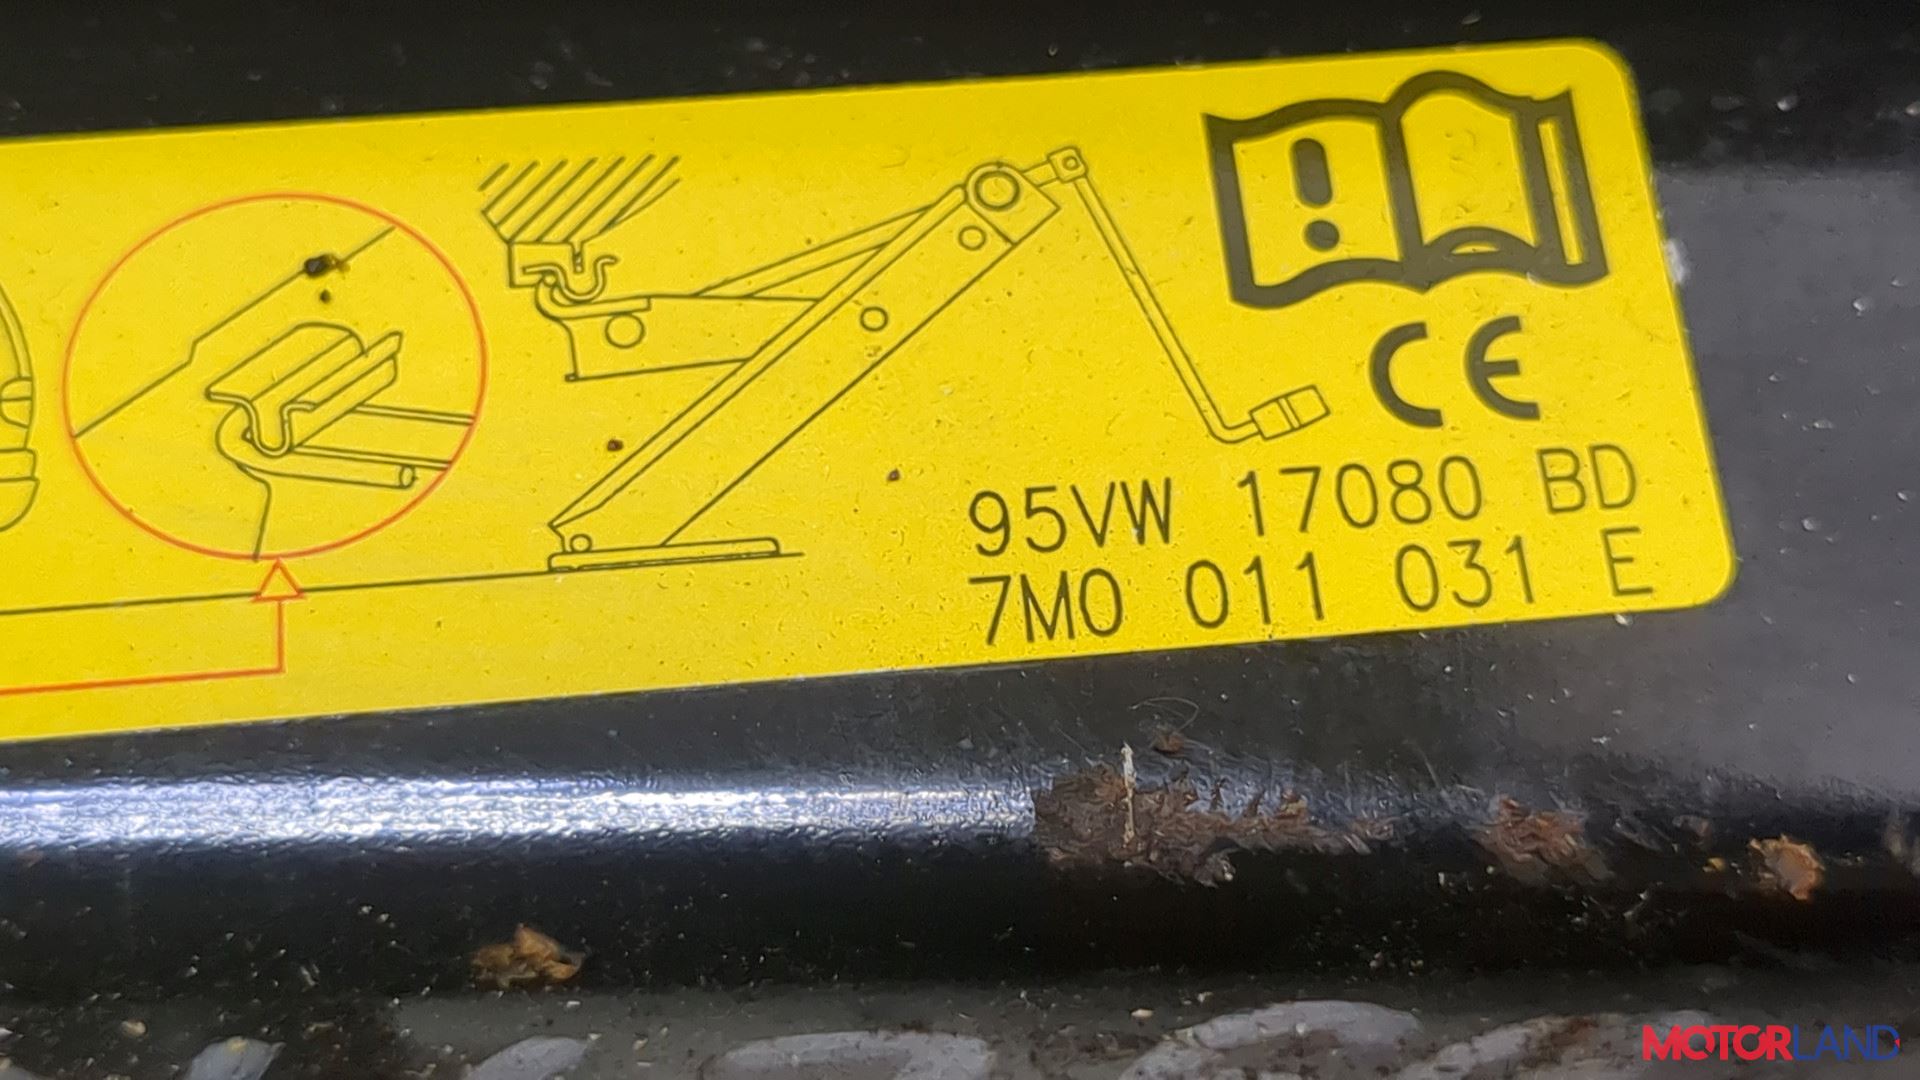 CE
95VW 17080 BD
7M0 011 031 E
MOTORLAND